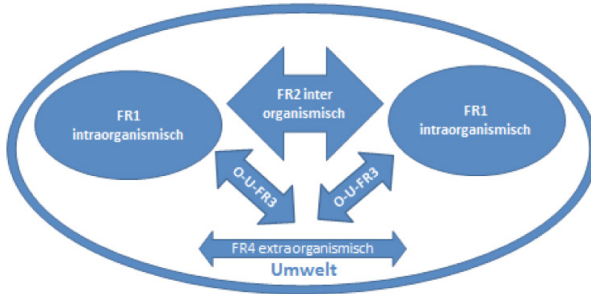 FR1
intraorganismisch
FR2 inter
organismisch
FR1
intraorganismisch
O-U-FR3
O-U-FR3
FR4 extraorganismisch
Umwelt